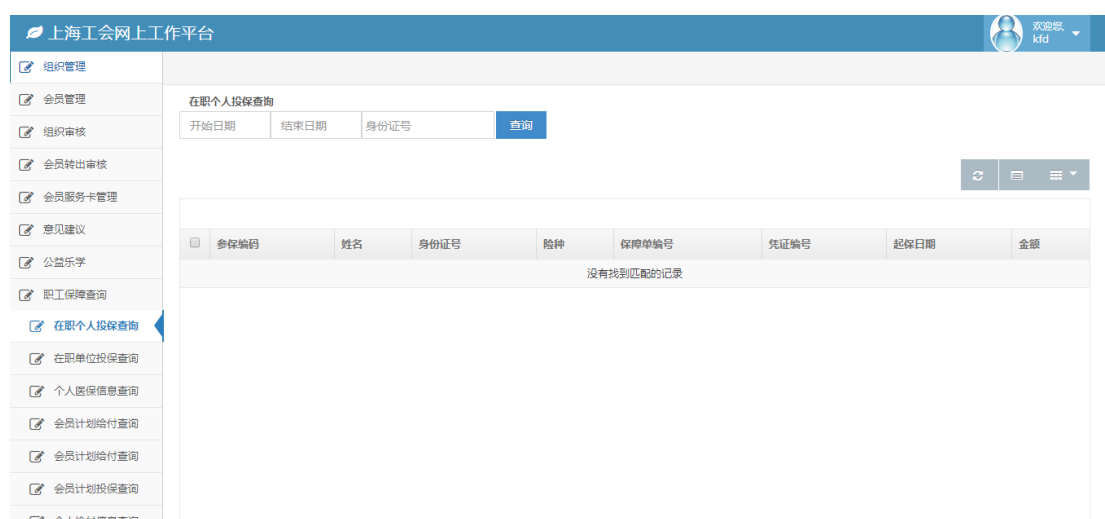 上海工会网上工作平台
欢迎您,
kfd
组织管理
会员管理
组织审核
会员转出审核
会员服务卡管理
意见建议
公益乐学
职工保障查询
在职个人投保查询
在职单位投保查询
个人医保信息查询
会员计划给付查询
会员计划给付查询
会员计划投保查询
在职个人投保查询
开始日期 结束日期 身份证号 查询
参保编码 姓名 身份证号 险种 保障单编号 凭证编号 起保日期 金额
没有找到匹配的记录